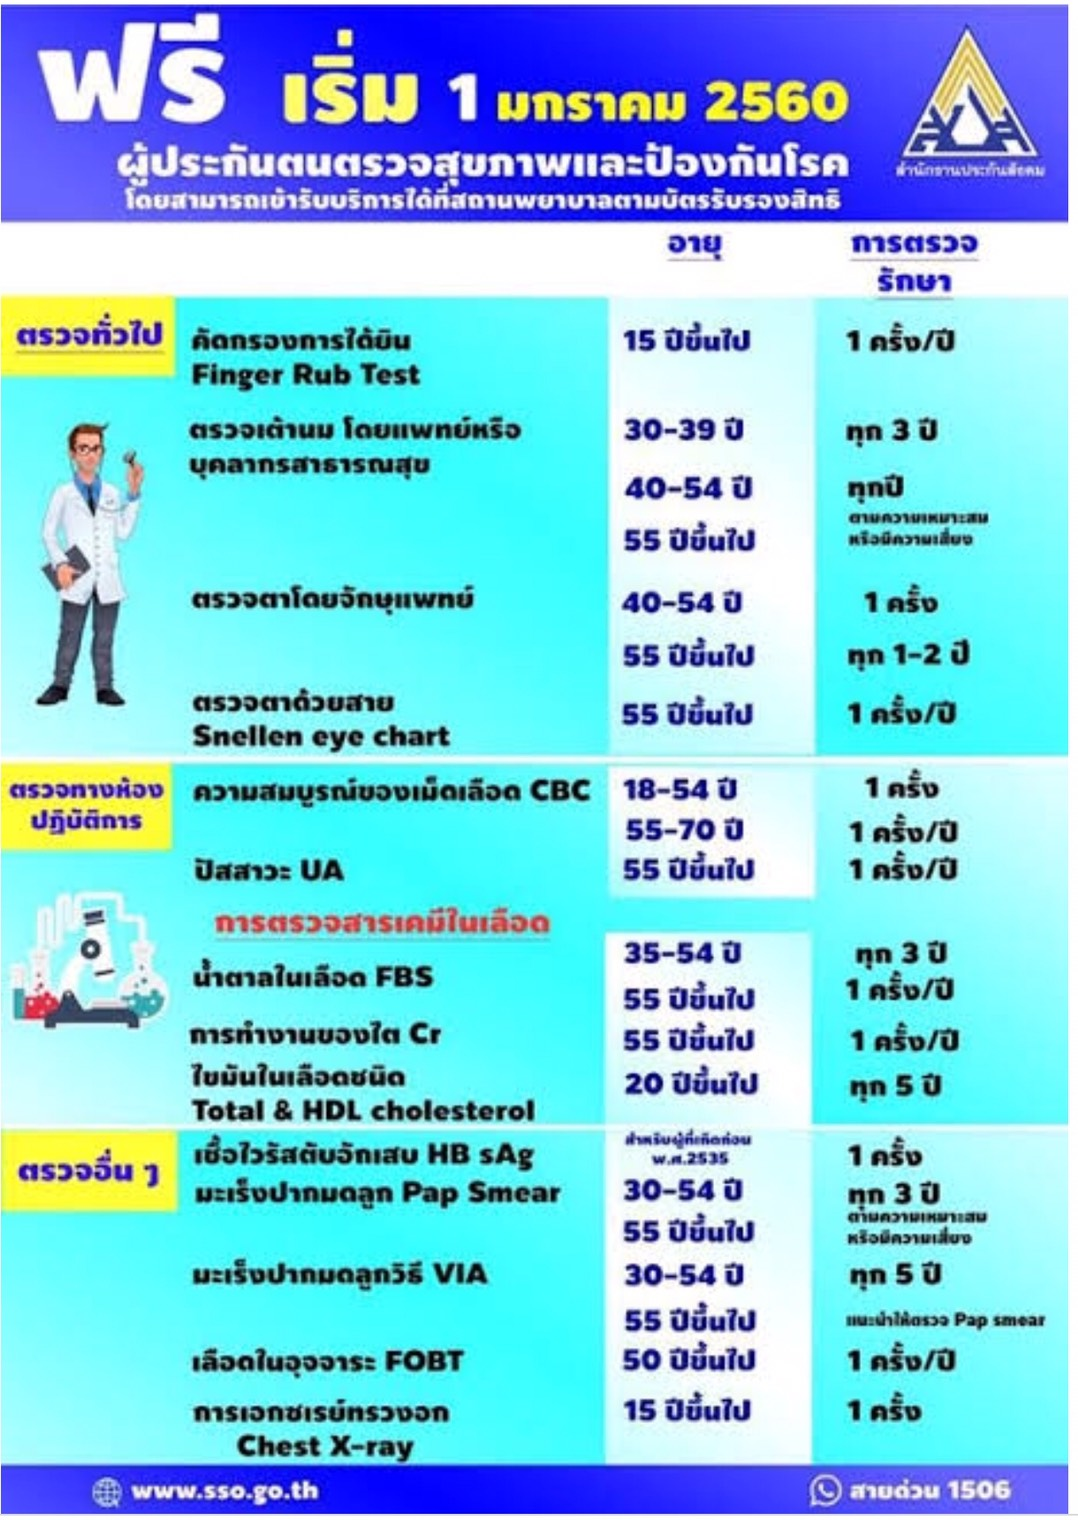 ฟรี เริ่ม 1 มกราคม 2560
ผู้ประกันตนตรวจสุขภาพและป้องกันโรค
โดยสามารถเข้ารับบริการได้ที่สถานพยาบาลตามบัตรรับรองสิทธิ
สำนักงานประกันสังคม
อายุ การตรวจ
รักษา
ตรวจทั่วไป คัดกรองการได้ยิน 15 ปีขึ้นไป 1 ครั้ง/ปี
Finger Rub Test
ตรวจเต้านม โดยแพทย์หรือ 30-39 ปี ทุก 3 ปี
บุคลากรสาธารณสุข
40-54 ปี ทุกปี
ตามความเหมาะสม
55 ปีขึ้นไป หรือมีความเสี่ยง
ตรวจตาโดยจักษุแพทย์ 40-54 ปี 1 ครั้ง
55 ปีขึ้นไป ทุก 1-2 ปี
ตรวจตาด้วยสาย 55 ปีขึ้นไป 1 ครั้ง/ปี
Snellen eye chart
ตรวจทางห้อง ความสมบูรณ์ของเม็ดเลือด CBC 18-54 ปี 1 ครั้ง
ปฏิบัติการ 55-70 ปี 1 ครั้ง/ปี
ปัสสาวะ UA 55 ปีขึ้นไป 1 ครั้ง/ปี
การตรวจสารเคมีในเลือด
น้ำตาลในเลือด FBS 35-54 ปี ทุก 3 ปี
55 ปีขึ้นไป 1 ครั้ง/ปี
การทำงานของไต Cr 55 ปีขึ้นไป 1 ครั้ง/ปี
ไขมันในเลือดชนิด 20 ปีขึ้นไป ทุก 5 ปี
Total & HDL cholesterol
ตรวจอื่น ๆ เชื้อไวรัสตับอักเสบ HB sAg สำหรับผู้ที่เกิดก่อน 1 ครั้ง
พ.ศ.2535
มะเร็งปากมดลูก Pap Smear 30-54 ปี ทุก 3 ปี
ตามความเหมาะสม
55 ปีขึ้นไป หรือมีความเสี่ยง
มะเร็งปากมดลูกวิธี VIA 30-54 ปี ทุก 5 ปี
55 ปีขึ้นไป แนะนำให้ตรวจ Pap smear
เลือดในอุจจาระ FOBT 50 ปีขึ้นไป 1 ครั้ง/ปี
การเอกซเรย์ทรวงอก 15 ปีขึ้นไป 1 ครั้ง
Chest X-ray
www.sso.go.th สายด่วน 1506